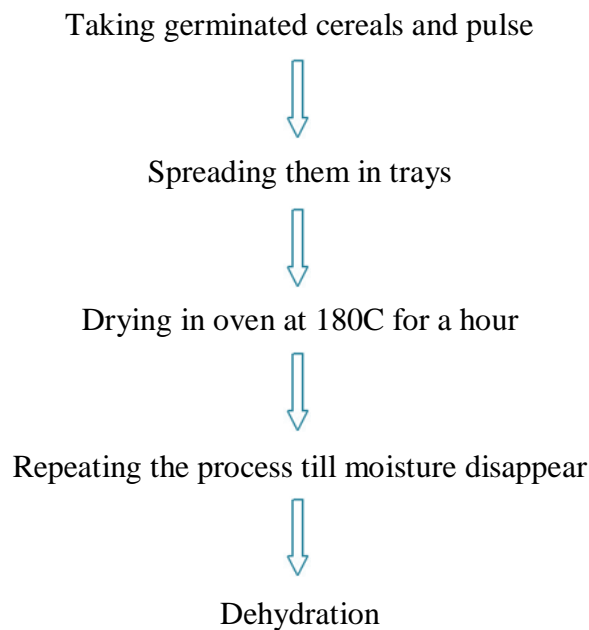 Taking germinated cereals and pulse
Spreading them in trays
Drying in oven at 180C for a hour
Repeating the process till moisture disappear
Dehydration